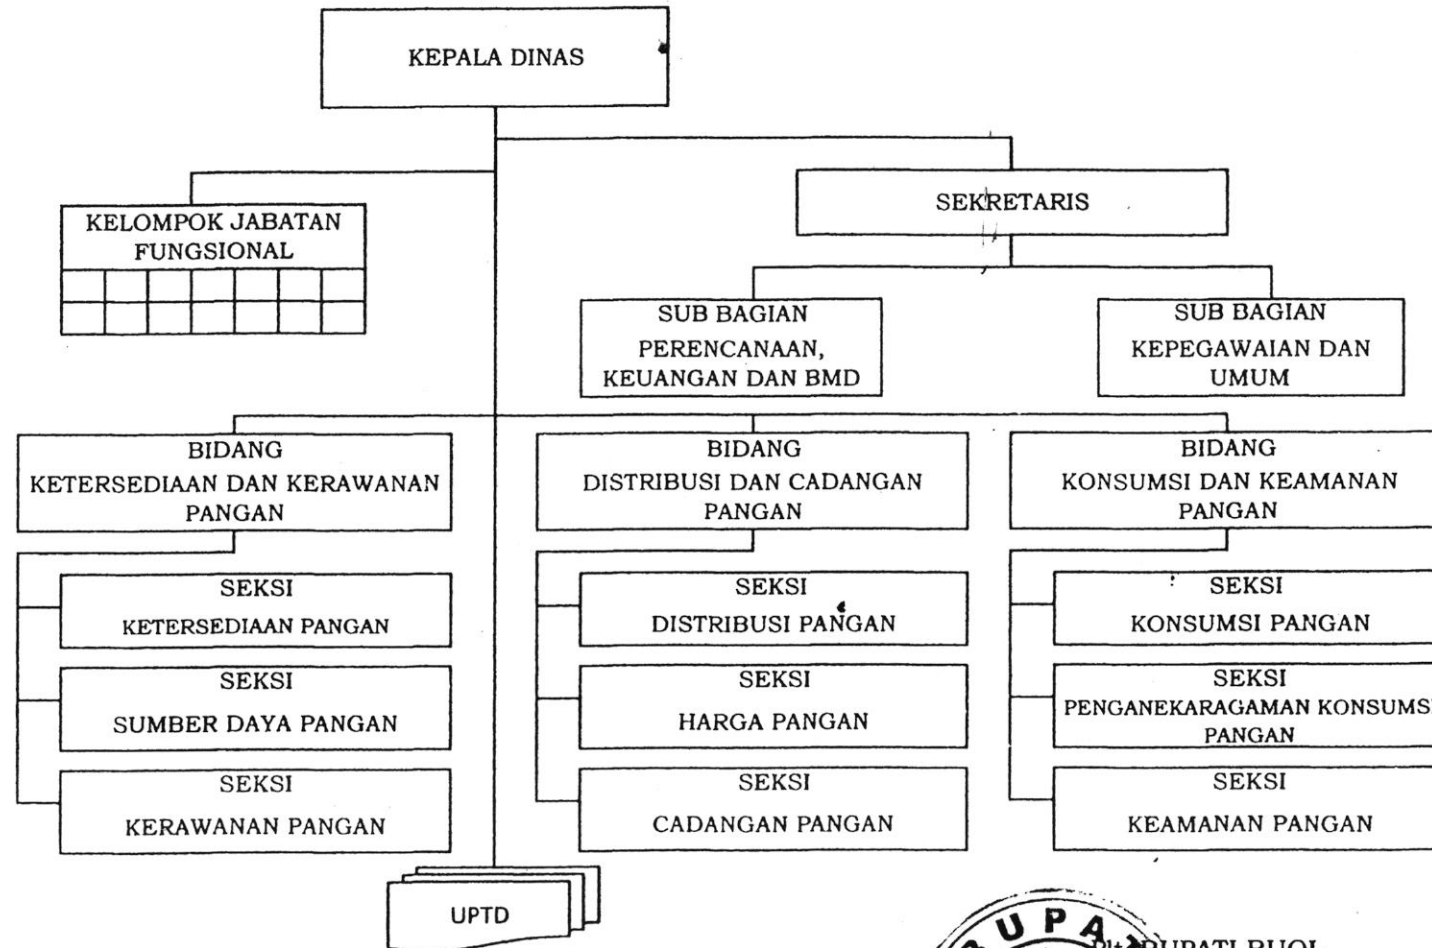 KEPALA DINAS
SEKRETARIS
KELOMPOK JABATAN
FUNGSIONAL
SUB BAGIAN
PERENCANAAN,
KEUANGAN DAN BMD
SUB BAGIAN
KEPEGAWAIAN DAN
UMUM
BIDANG
KETERSEDIAAN DAN KERAWANAN
PANGAN
BIDANG
DISTRIBUSI DAN CADANGAN
PANGAN
BIDANG
KONSUMSI DAN KEAMANAN
PANGAN
SEKSI
KETERSEDIAAN PANGAN
SEKSI
DISTRIBUSI PANGAN
SEKSI
KONSUMSI PANGAN
SEKSI
SUMBER DAYA PANGAN
SEKSI
HARGA PANGAN
SEKSI
PENGANEKARAGAMAN KONSUMSI
PANGAN
SEKSI
KERAWANAN PANGAN
SEKSI
CADANGAN PANGAN
SEKSI
KEAMANAN PANGAN
UPTD
BUPATI BUOL